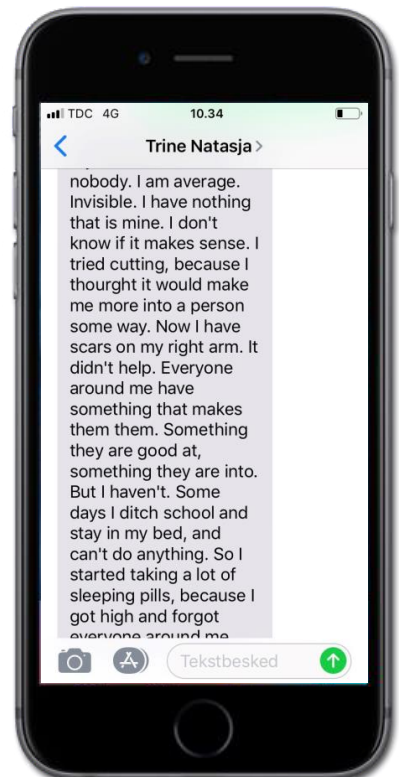 TDC 4G 10.34
Trine Natasja
nobody. I am average.
Invisible. I have nothing
that is mine. I don't
know if it makes sense. I
tried cutting, because I
thourght it would make
me more into a person
some way. Now I have
scars on my right arm. It
didn't help. Everyone
around me have
something that makes
them them. Something
they are good at,
something they are into.
But I haven't. Some
days I ditch school and
stay in my bed, and
can't do anything. So I
started taking a lot of
sleeping pills, because I
got high and forgot
everyone around me
Tekstbesked